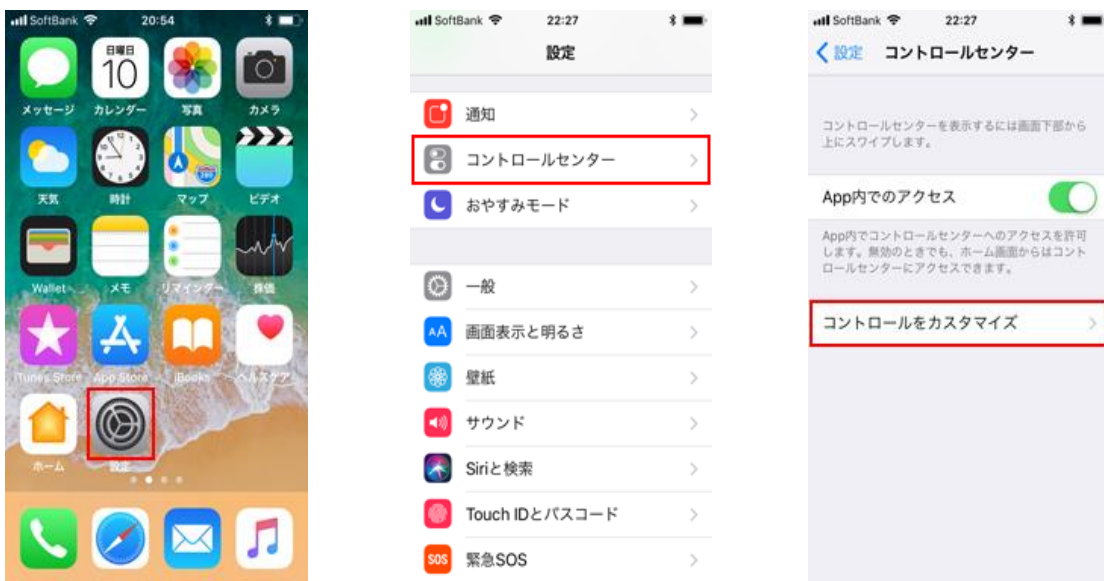 SoftBank 20:54
日曜日
10
メッセージ カレンダー 写真 カメラ
280
天気 時計 マップ ビデオ
Wallet メモ リマインダー 株価
iTunes Store App Store iBooks ヘルスケア
ホーム 設定
SoftBank 22:27
設定
通知
コントロールセンター
おやすみモード
一般
AA 画面表示と明るさ
壁紙
サウンド
Siriと検索
Touch IDとパスコード
SOS 緊急SOS
SoftBank 22:27
設定 コントロールセンター
コントロールセンターを表示するには画面下部から
上にスワイプします。
App内でのアクセス
App内でコントロールセンターへのアクセスを許可
します。無効のときでも、ホーム画面からはコント
ロールセンターにアクセスできます。
コントロールをカスタマイズ